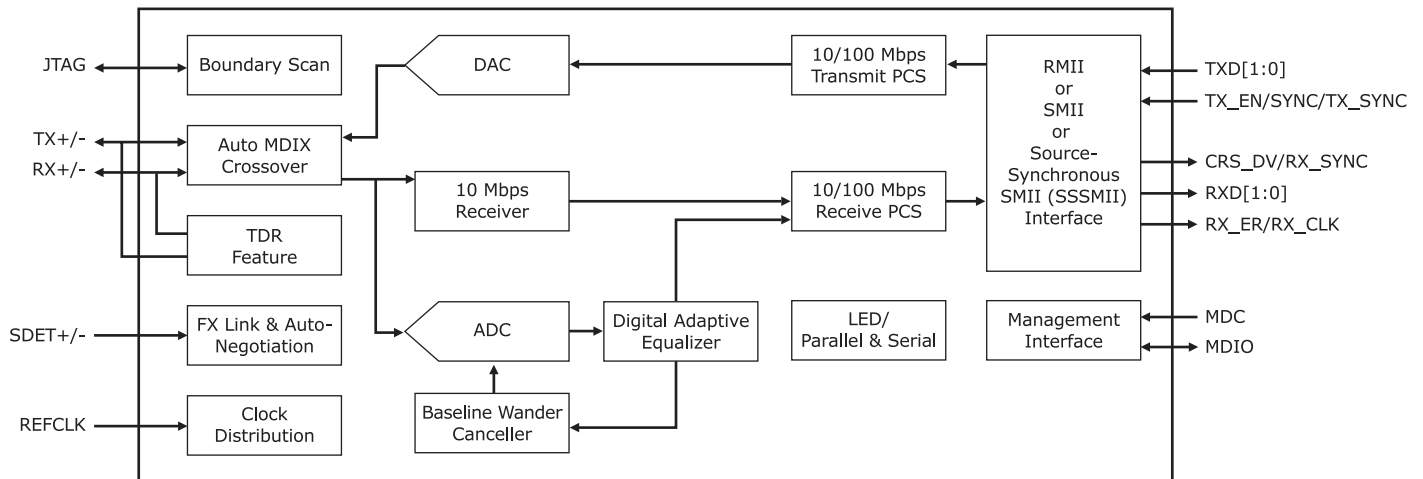 JTAG
TX+/-
RX+/-
SDET+/-
REFCLK
Boundary Scan
Auto MDIX
Crossover
TDR
Feature
FX Link & Auto-
Negotiation
Clock
Distribution
DAC
10 Mbps
Receiver
ADC
Baseline Wander
Canceller
Digital Adaptive
Equalizer
10/100 Mbps
Transmit PCS
10/100 Mbps
Receive PCS
LED/
Parallel & Serial
RMII
or
SMII
or
Source-
Synchronous
SMII (SSSMII)
Interface
Management
Interface
TXD[1:0]
TX_EN/SYNC/TX_SYNC
CRS_DV/RX_SYNC
RXD[1:0]
RX_ER/RX_CLK
MDC
MDIO